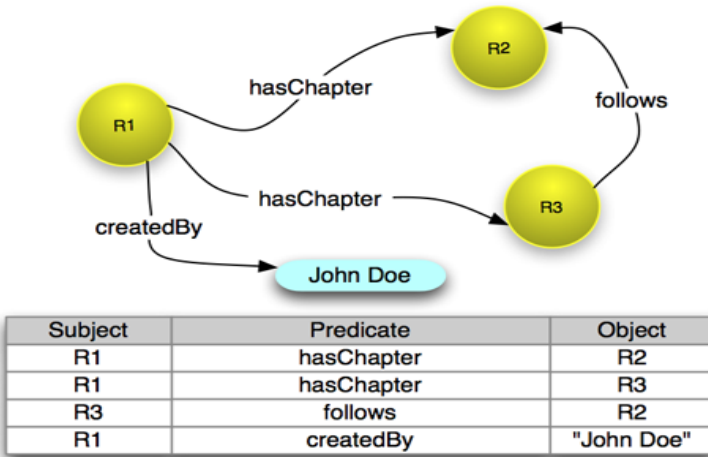 R2
hasChapter
follows
R1
hasChapter
R3
createdBy
John Doe
Subject Predicate Object
R1 hasChapter R2
R1 hasChapter R3
R3 follows R2
R1 createdBy "John Doe"